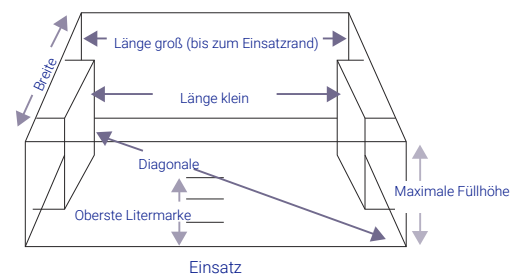 Länge groß (bis zum Einsatzrand)
Breite
Länge klein
Diagonale
Maximale Füllhöhe
Oberste Litermarke
Einsatz